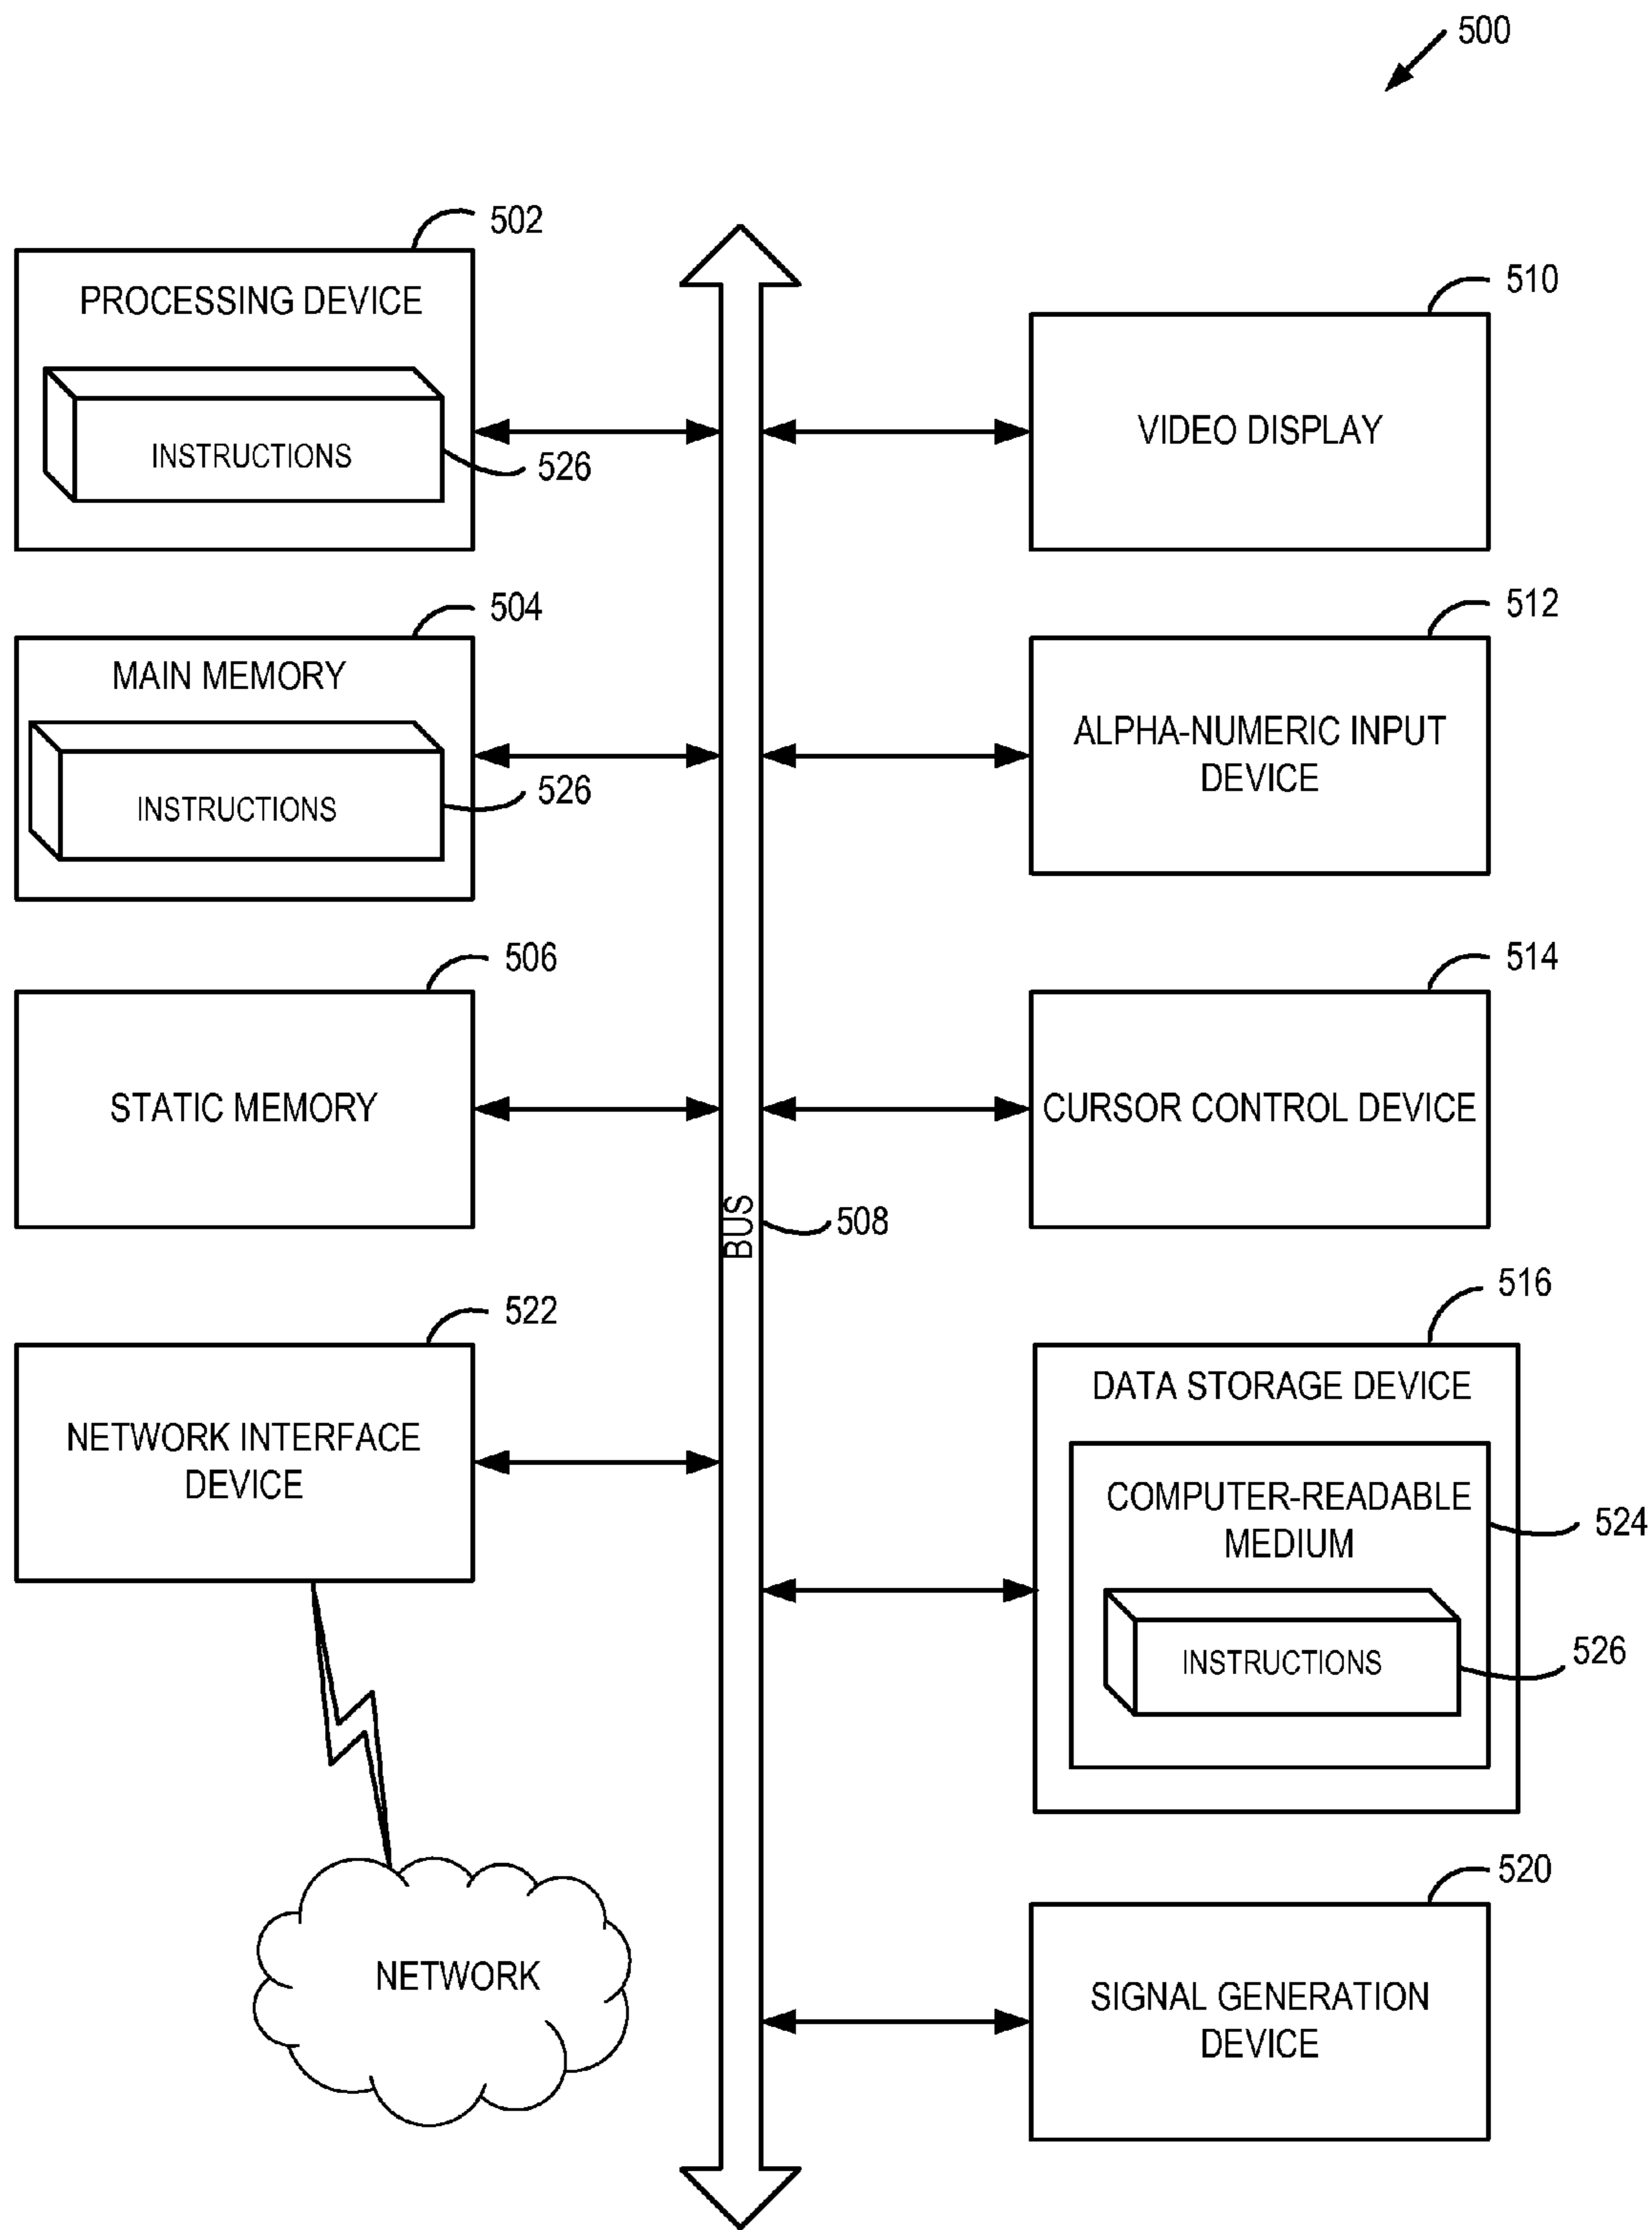 500
502
PROCESSING DEVICE
INSTRUCTIONS
526
510
VIDEO DISPLAY
504
MAIN MEMORY
INSTRUCTIONS
526
512
ALPHA-NUMERIC INPUT
DEVICE
506
STATIC MEMORY
514
CURSOR CONTROL DEVICE
BUS
508
522
NETWORK INTERFACE
DEVICE
516
DATA STORAGE DEVICE
COMPUTER-READABLE
MEDIUM
524
INSTRUCTIONS
526
NETWORK
520
SIGNAL GENERATION
DEVICE